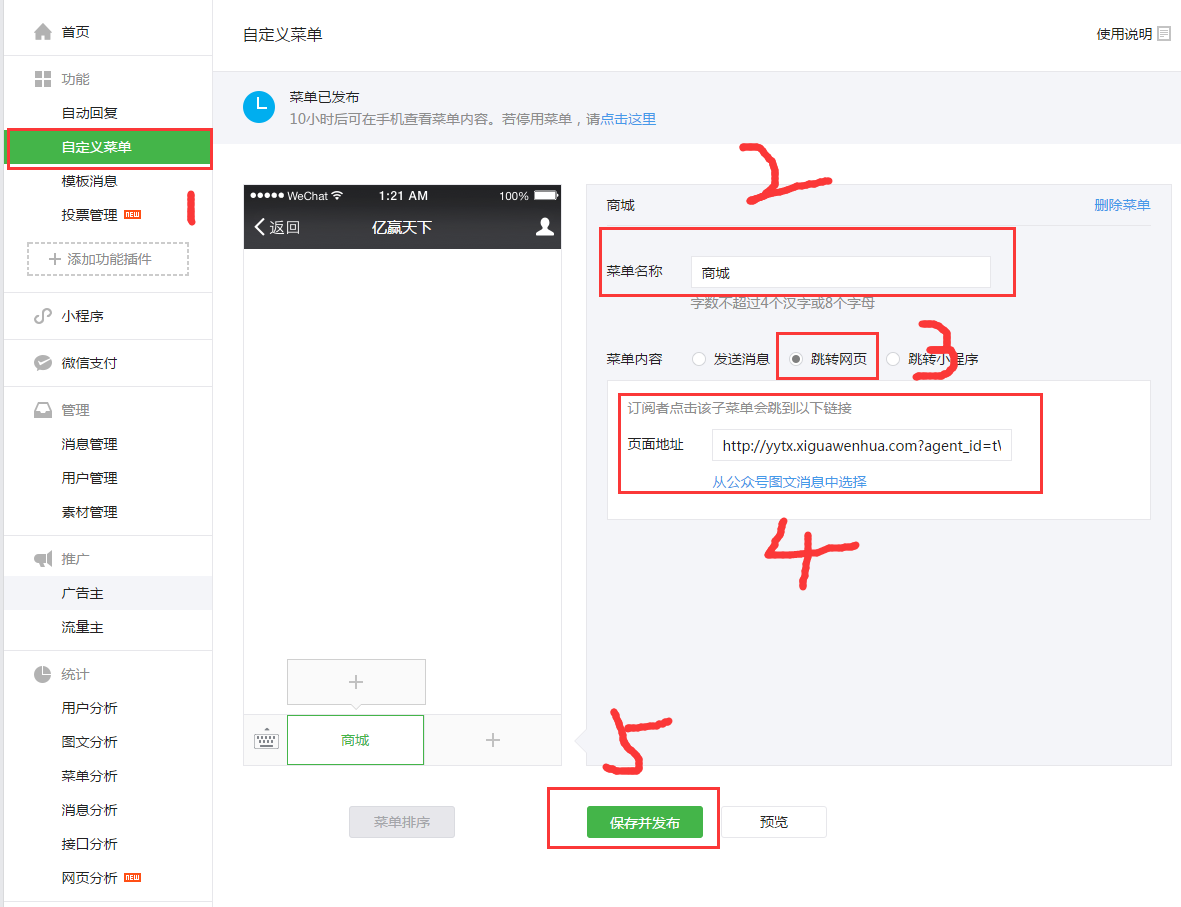 首页
功能
自动回复
自定义菜单
模板消息
投票管理 NEW
1
添加功能插件
小程序
微信支付
管理
消息管理
用户管理
素材管理
推广
广告主
流量主
统计
用户分析
图文分析
菜单分析
消息分析
接口分析
网页分析 NEW
自定义菜单
使用说明
菜单已发布
10小时后可在手机查看菜单内容。若停用菜单，请点击这里
WeChat 1:21 AM 100%
返回 亿赢天下
商城
菜单排序
2
商城 删除菜单
菜单名称 商城
字数不超过4个汉字或8个字母
3
菜单内容 发送消息 跳转网页 跳转小程序
订阅者点击该子菜单会跳到以下链接
页面地址 http://yytx.xiguawenhua.com?agent_id=t
从公众号图文消息中选择
4
5
保存并发布 预览